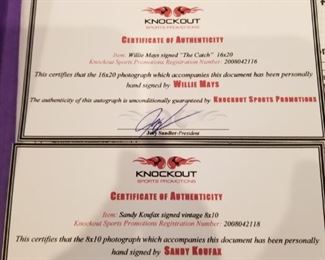 KNOCKOUT
SPORTS PROMOTIONS
CERTIFICATE OF AUTHENTICITY
Item: Willie Mays signed "The Catch" 16x20
Knockout Sports Promotions Registration Number: 2008042116
This certifies that the 16x20 photograph which accompanies this document has been personally
hand signed by WILLIE MAYS
The authenticity of this autograph is unconditionally guaranteed by KNOCKOUT SPORTS PROMOTIONS
-President
KNOCKOUT
SPORTS PROMOTIONS
CERTIFICATE OF AUTHENTICITY
Item: Sandy Koufax signed vintage 8x10
Knockout Sports Promotions Registration Number: 2008042118
This certifies that the 8x10 photograph which accompanies this document has been personally
hand signed by SANDY KOUFAX